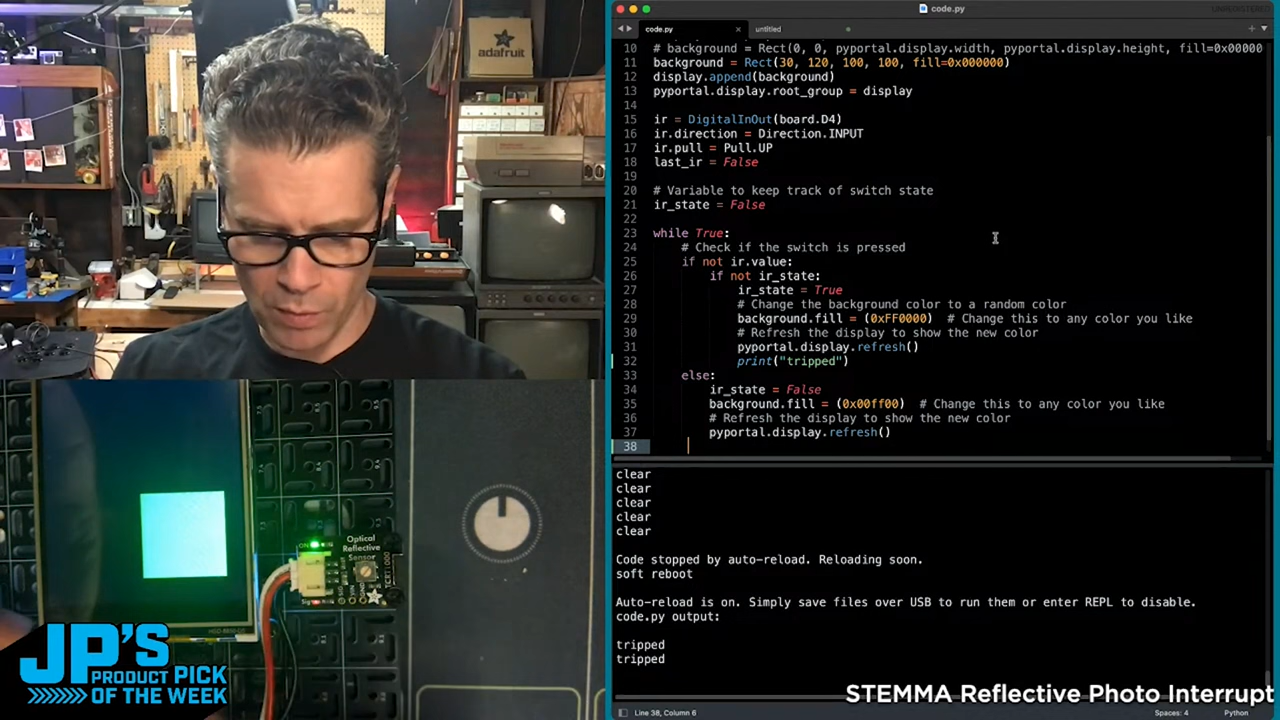 adafruit
code.py
UNREGISTERED
code.py
untitled
10 # background = Rect(0, 0, pyportal.display.width, pyportal.display.height, fill=0x00000
11 background = Rect(30, 120, 100, 100, fill=0x000000)
12 display.append(background)
13 pyportal.display.root_group = display
14
15 ir = DigitalInOut(board.D4)
16 ir.direction = Direction.INPUT
17 ir.pull = Pull.UP
18 last_ir = False
19
20 # Variable to keep track of switch state
21 ir_state = False
22
23 while True:
24 # Check if the switch is pressed
25 if not ir.value:
26 if not ir_state:
27 ir_state = True
28 # Change the background color to a random color
29 background.fill = (0xFF0000) # Change this to any color you like
30 # Refresh the display to show the new color
31 pyportal.display.refresh()
32 print("tripped")
33 else:
34 ir_state = False
35 background.fill = (0x00ff00) # Change this to any color you like
36 # Refresh the display to show the new color
37 pyportal.display.refresh()
38
clear
clear
clear
clear
clear
Code stopped by auto-reload. Reloading soon.
soft reboot
Auto-reload is on. Simply save files over USB to run them or enter REPL to disable.
code.py output:
tripped
tripped
Line 38, Column 6
Spaces: 4
Python
Optical
Reflective
Sensor
ON
JP'S
PRODUCT PICK
OF THE WEEK
STEMMA Reflective Photo Interrupt